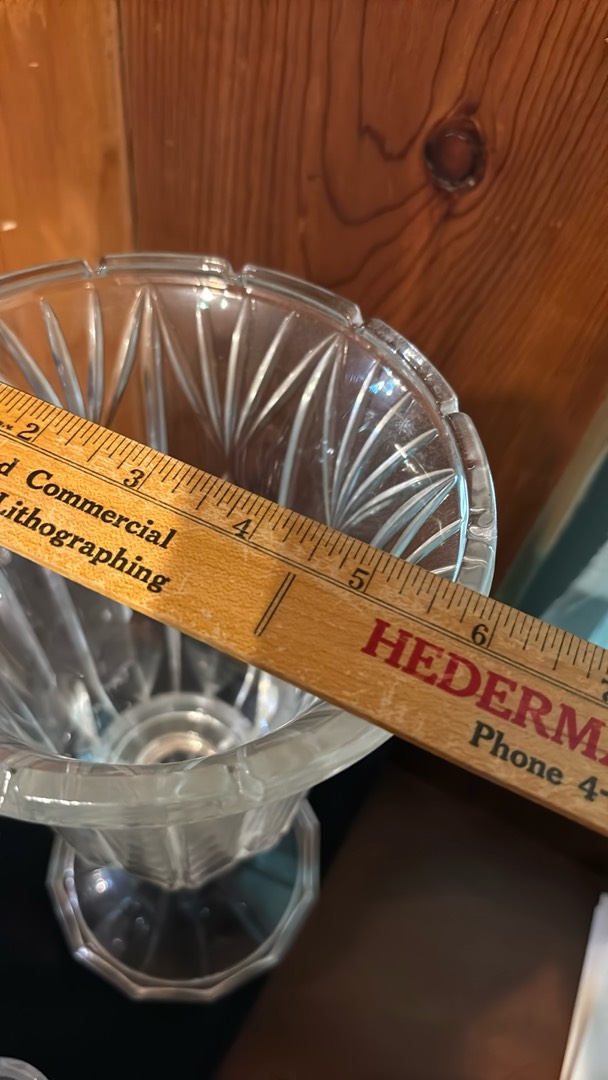 2 3 4 5 6
d Commercial
Lithographing
HEDERMA
Phone 4-